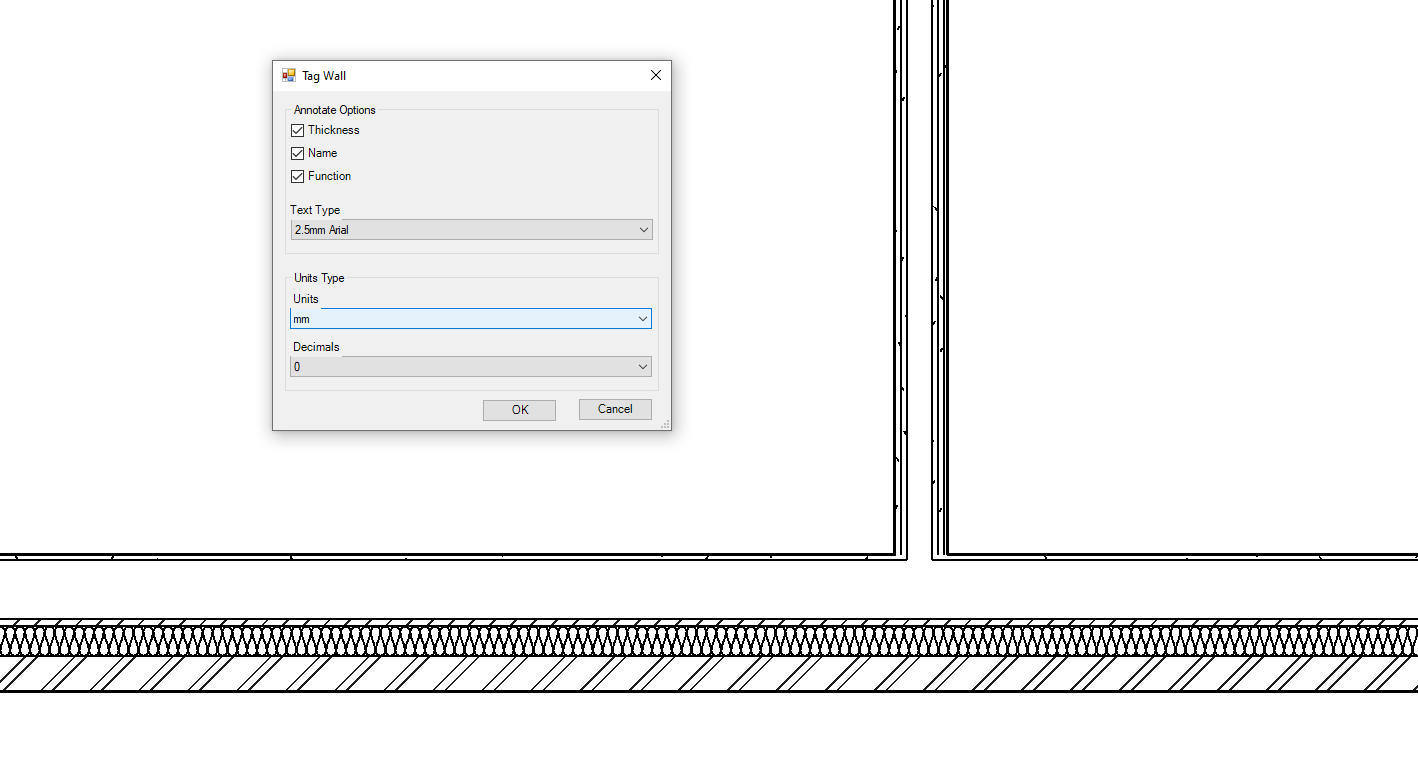 Tag Wall
Annotate Options
Thickness
Name
Function
Text Type
2.5mm Arial
Units Type
Units
mm
Decimals
0
OK
Cancel